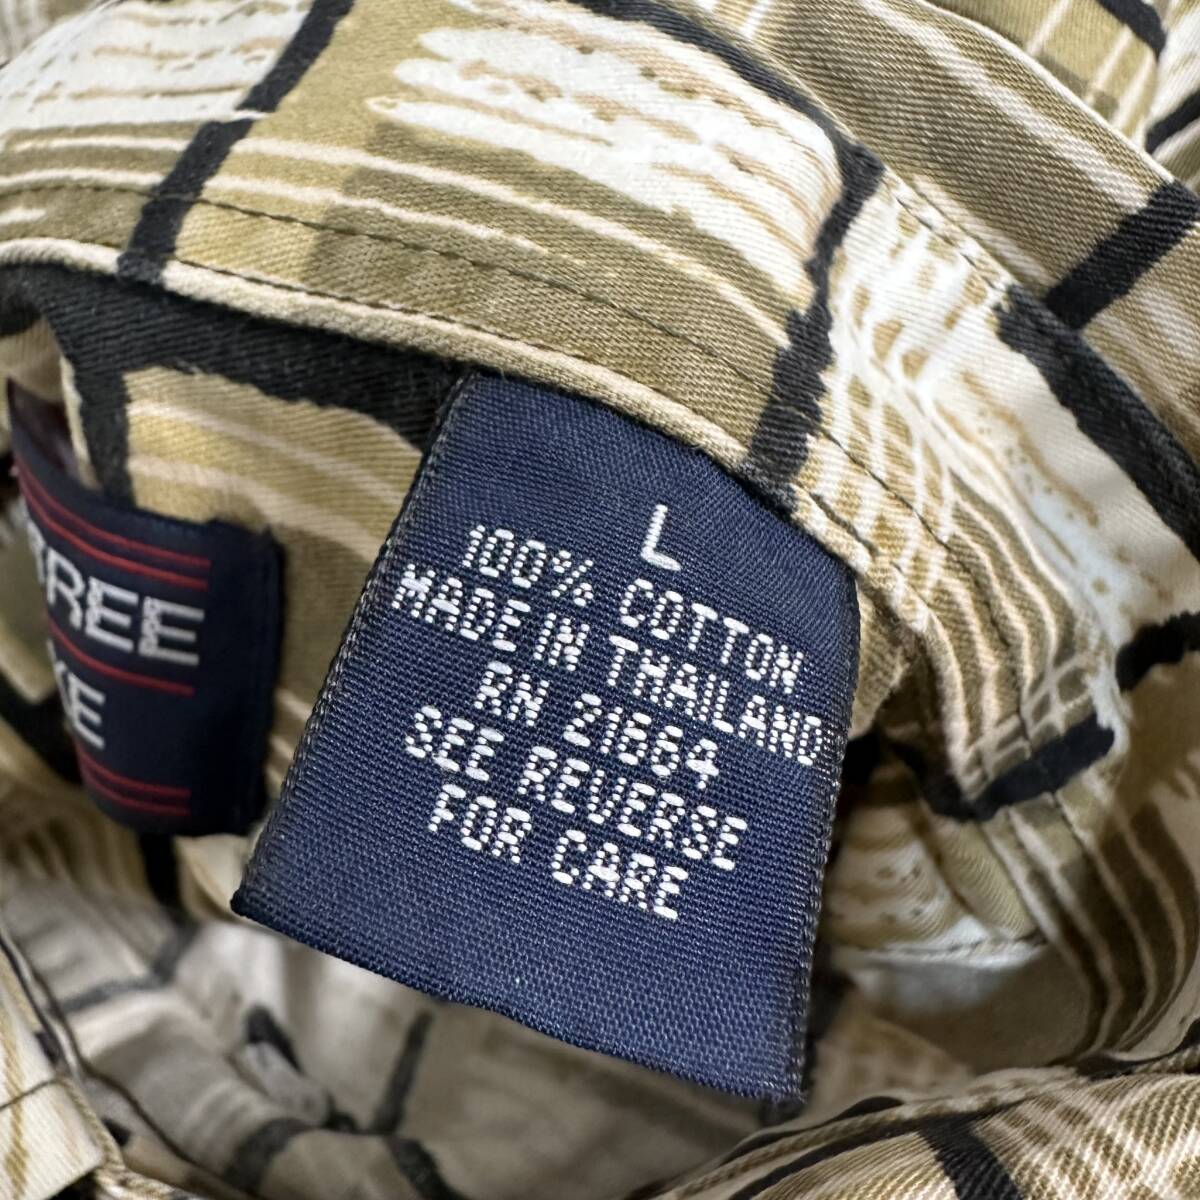 L
100% COTTON
MADE IN THAILAND
RN 21664
SEE REVERSE
FOR CARE